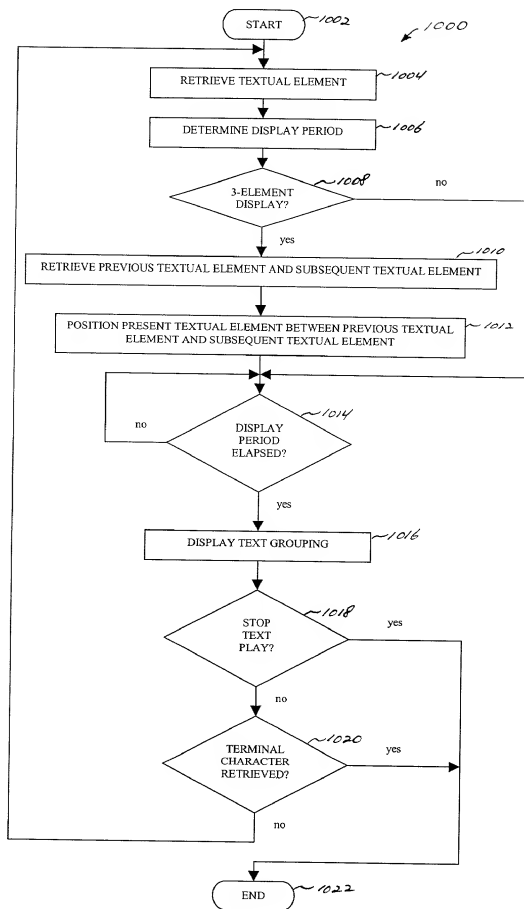 START
1002
1000
RETRIEVE TEXTUAL ELEMENT
1004
DETERMINE DISPLAY PERIOD
1006
3-ELEMENT
DISPLAY?
1008
no
yes
1010
RETRIEVE PREVIOUS TEXTUAL ELEMENT AND SUBSEQUENT TEXTUAL ELEMENT
POSITION PRESENT TEXTUAL ELEMENT BETWEEN PREVIOUS TEXTUAL
ELEMENT AND SUBSEQUENT TEXTUAL ELEMENT
1012
no
DISPLAY
PERIOD
ELAPSED?
1014
yes
DISPLAY TEXT GROUPING
1016
STOP
TEXT
PLAY?
1018
yes
no
TERMINAL
CHARACTER
RETRIEVED?
1020
yes
no
END
1022